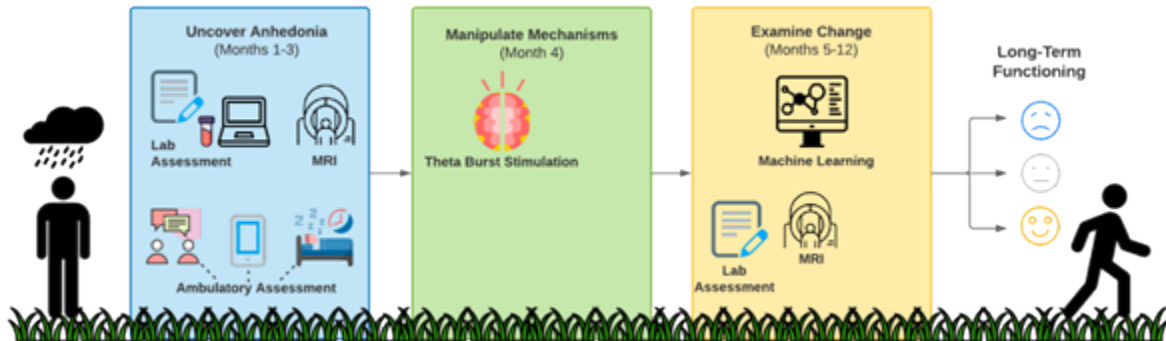 Uncover Anhedonia
(Months 1-3)
Lab
Assessment
MRI
Ambulatory Assessment
Manipulate Mechanisms
(Month 4)
Theta Burst Stimulation
Examine Change
(Months 5-12)
Machine Learning
Lab
Assessment
MRI
Long-Term
Functioning